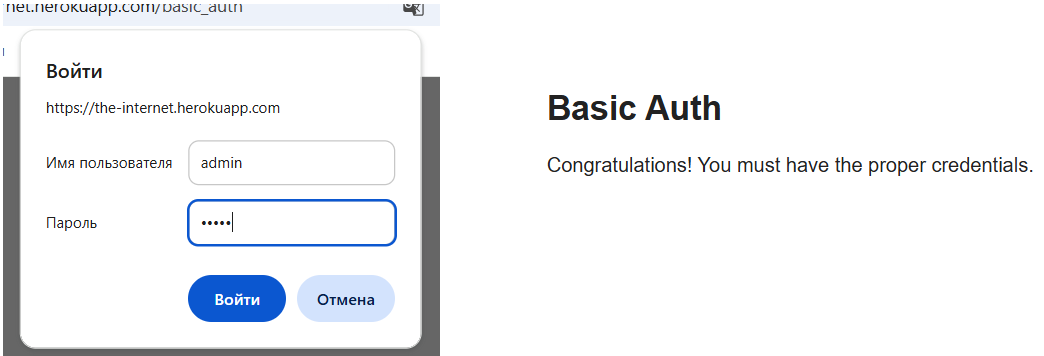 net.herokuapp.com/basic_auth
Войти
https://the-internet.herokuapp.com
Имя пользователя admin
Пароль •••••
Войти Отмена
Basic Auth
Congratulations! You must have the proper credentials.